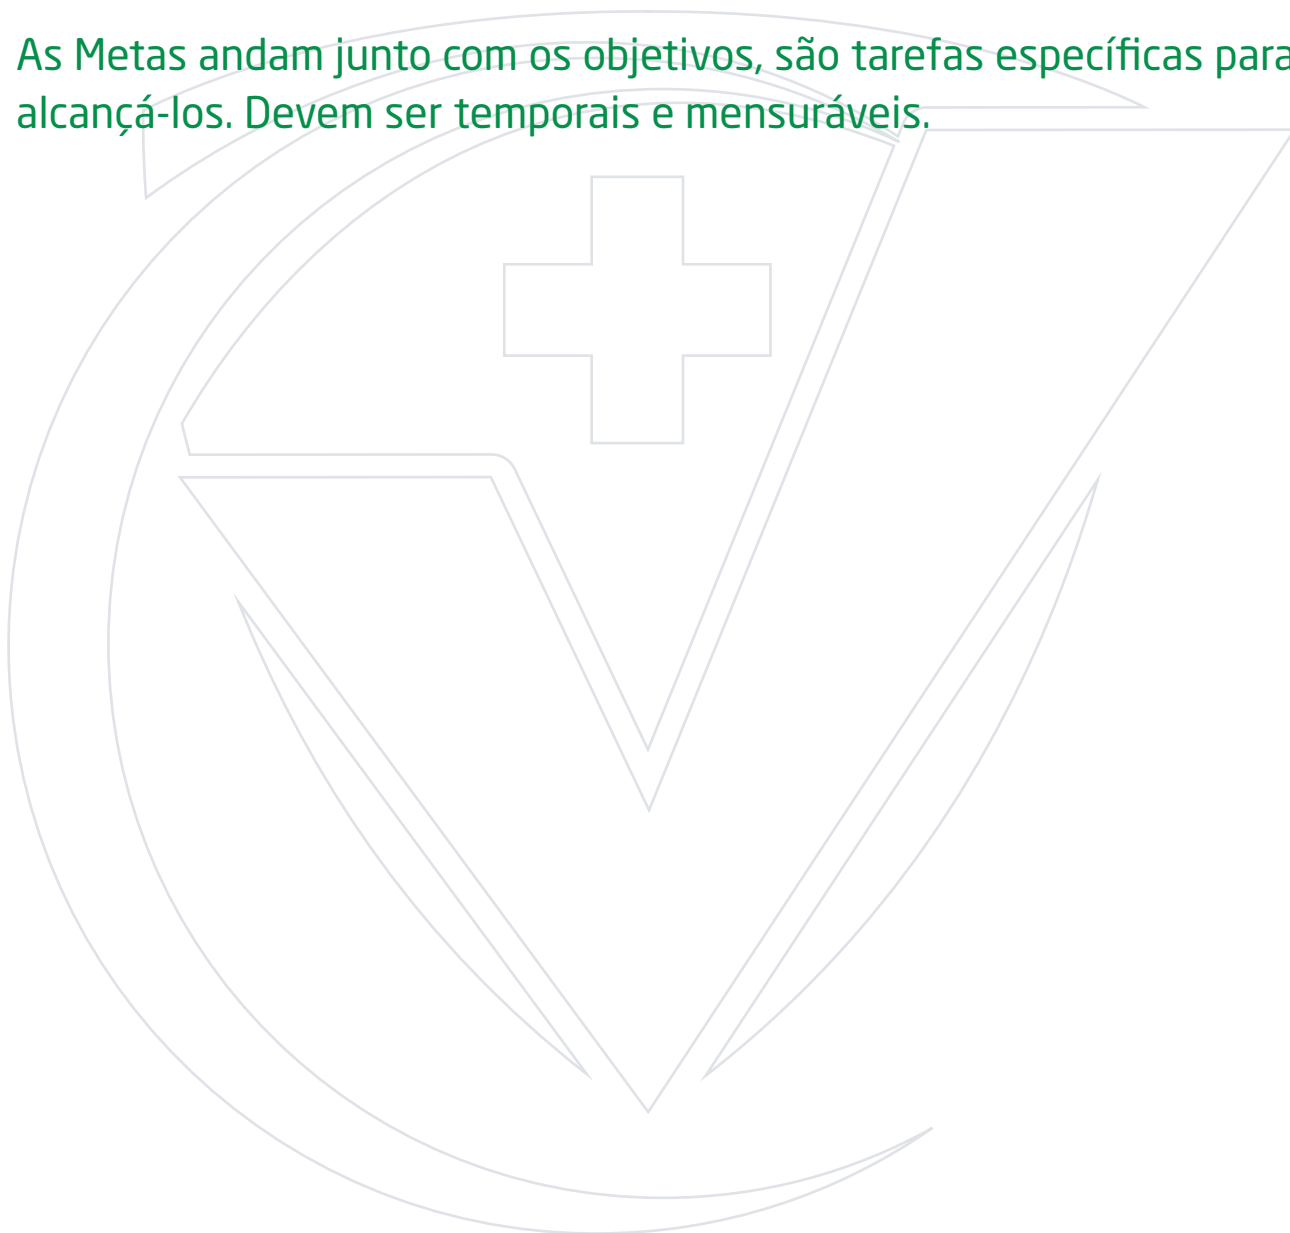 As Metas andam junto com os objetivos, são tarefas específicas para
alcançá-los. Devem ser temporais e mensuráveis.